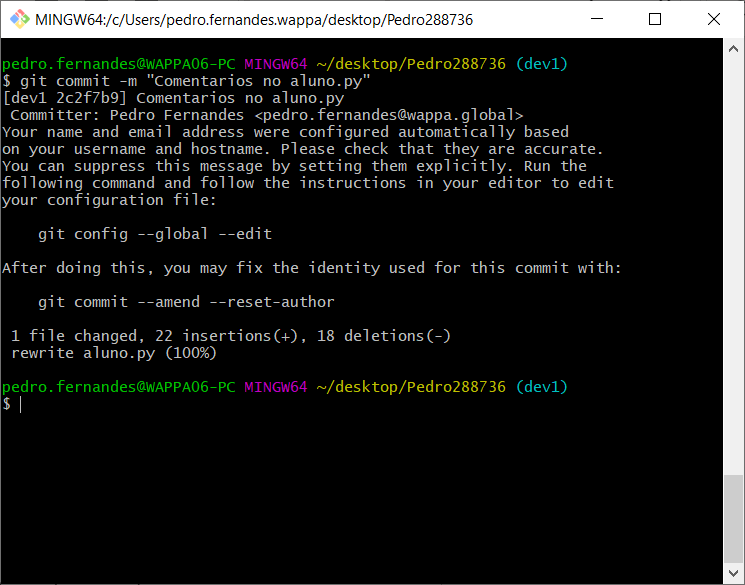 MINGW64:/c/Users/pedro.fernandes.wappa/desktop/Pedro288736
pedro.fernandes@WAPPA06-PC MINGW64 ~/desktop/Pedro288736 (dev1)
$ git commit -m "Comentarios no aluno.py"
[dev1 2c2f7b9] Comentarios no aluno.py
 Committer: Pedro Fernandes <pedro.fernandes@wappa.global>
Your name and email address were configured automatically based
on your username and hostname. Please check that they are accurate.
You can suppress this message by setting them explicitly. Run the
following command and follow the instructions in your editor to edit
your configuration file:
    git config --global --edit
After doing this, you may fix the identity used for this commit with:
    git commit --amend --reset-author
 1 file changed, 22 insertions(+), 18 deletions(-)
 rewrite aluno.py (100%)
pedro.fernandes@WAPPA06-PC MINGW64 ~/desktop/Pedro288736 (dev1)
$